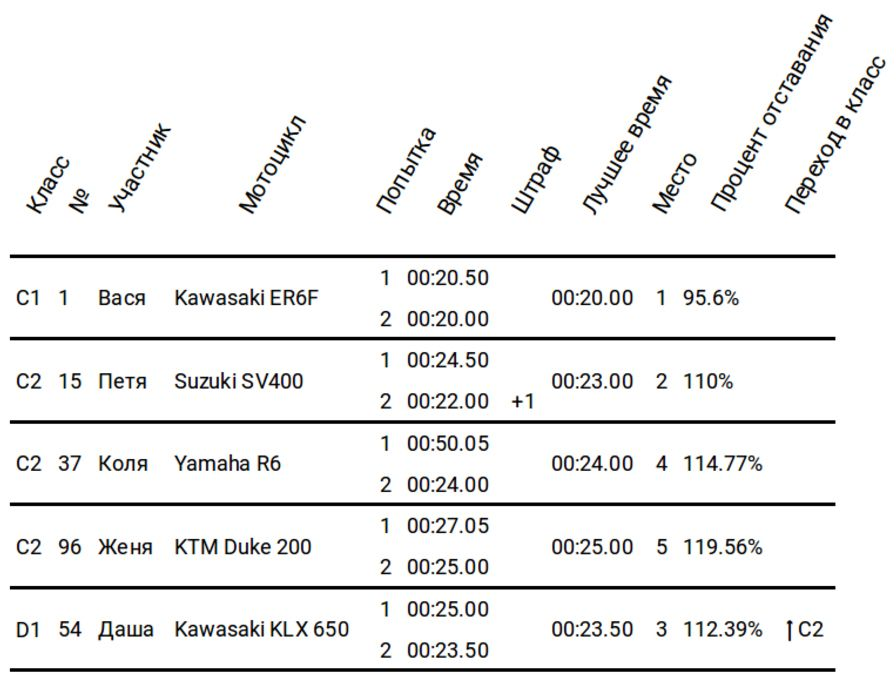 Класс № Участник Мотоцикл Попытка Время Штраф Лучшее время Место Процент отставания Переход в класс
1 00:20.50
C1 1 Вася Kawasaki ER6F 00:20.00 1 95.6%
2 00:20.00
1 00:24.50
C2 15 Петя Suzuki SV400 00:23.00 2 110%
2 00:22.00 +1
1 00:50.05
C2 37 Коля Yamaha R6 00:24.00 4 114.77%
2 00:24.00
1 00:27.05
C2 96 Женя KTM Duke 200 00:25.00 5 119.56%
2 00:25.00
1 00:25.00
D1 54 Даша Kawasaki KLX 650 00:23.50 3 112.39% ↑C2
2 00:23.50